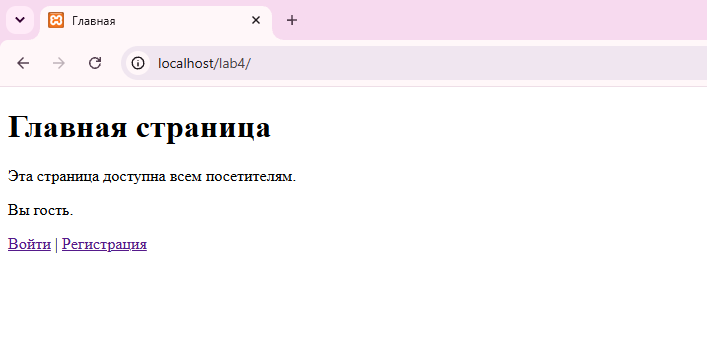 Главная
localhost/lab4/
Главная страница
Эта страница доступна всем посетителям.
Вы гость.
Войти | Регистрация